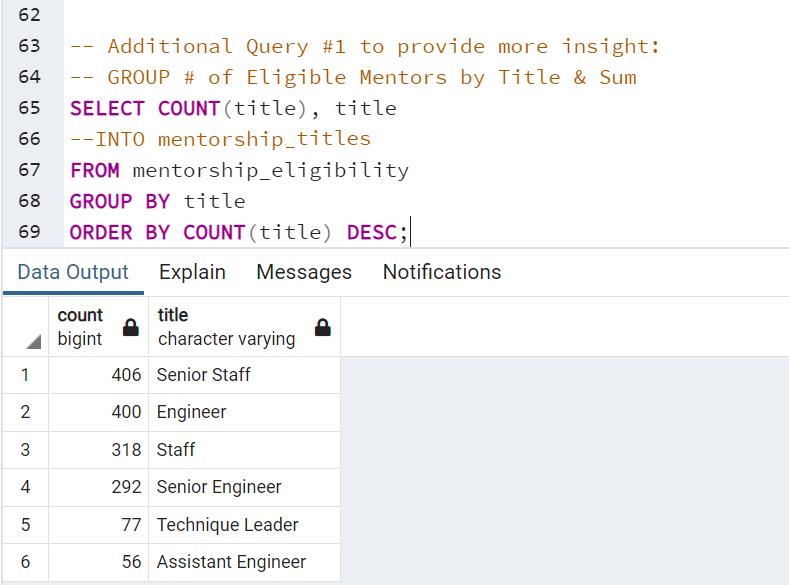 62
63 -- Additional Query #1 to provide more insight:
64 -- GROUP # of Eligible Mentors by Title & Sum
65 SELECT COUNT(title), title
66 --INTO mentorship_titles
67 FROM mentorship_eligibility
68 GROUP BY title
69 ORDER BY COUNT(title) DESC;
Data Output Explain Messages Notifications
count title
bigint character varying
1 406 Senior Staff
2 400 Engineer
3 318 Staff
4 292 Senior Engineer
5 77 Technique Leader
6 56 Assistant Engineer